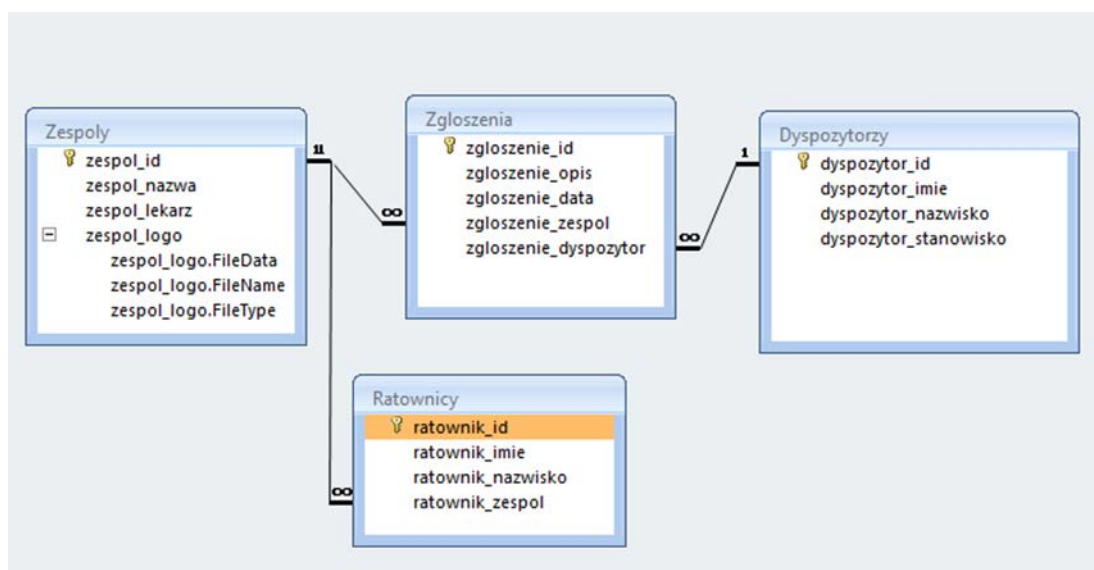 Zespoly
zespol_id
zespol_nazwa
zespol_lekarz
zespol_logo
zespol_logo.FileData
zespol_logo.FileName
zespol_logo.FileType
1
1
∞
Zgloszenia
zgloszenie_id
zgloszenie_opis
zgloszenie_data
zgloszenie_zespol
zgloszenie_dyspozytor
∞
1
Dyspozytorzy
dyspozytor_id
dyspozytor_imie
dyspozytor_nazwisko
dyspozytor_stanowisko
Ratownicy
ratownik_id
ratownik_imie
ratownik_nazwisko
ratownik_zespol
∞